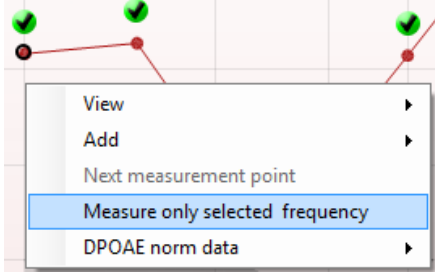 View
Add
Next measurement point
Measure only selected  frequency
DPOAE norm data